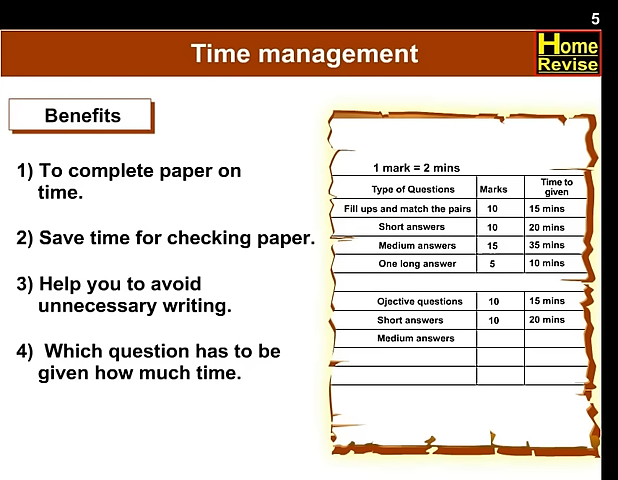 5
Time management
Home
Revise
Benefits
1) To complete paper on
time.
2) Save time for checking paper.
3) Help you to avoid
unnecessary writing.
4) Which question has to be
given how much time.
1 mark = 2 mins
Type of Questions Marks Time to given
Fill ups and match the pairs 10 15 mins
Short answers 10 20 mins
Medium answers 15 35 mins
One long answer 5 10 mins
Ojective questions 10 15 mins
Short answers 10 20 mins
Medium answers